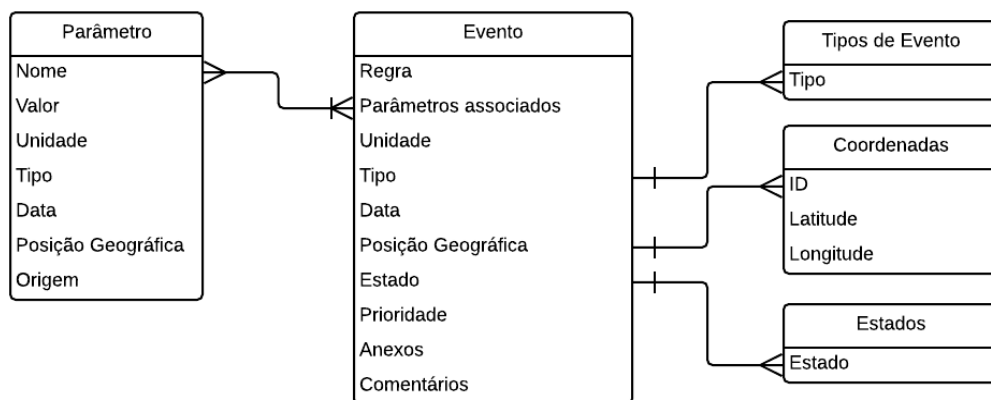 Parâmetro
Nome
Valor
Unidade
Tipo
Data
Posição Geográfica
Origem
Evento
Regra
Parâmetros associados
Unidade
Tipo
Data
Posição Geográfica
Estado
Prioridade
Anexos
Comentários
Tipos de Evento
Tipo
Coordenadas
ID
Latitude
Longitude
Estados
Estado